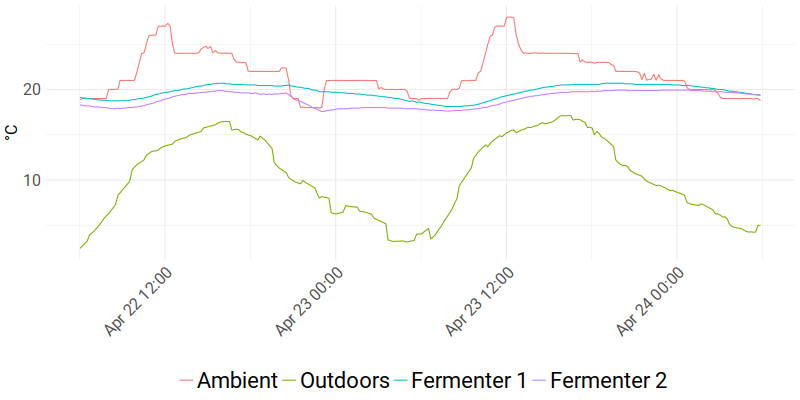 °C
20
10
Apr 22 12:00
Apr 23 00:00
Apr 23 12:00
Apr 24 00:00
Ambient Outdoors Fermenter 1 Fermenter 2